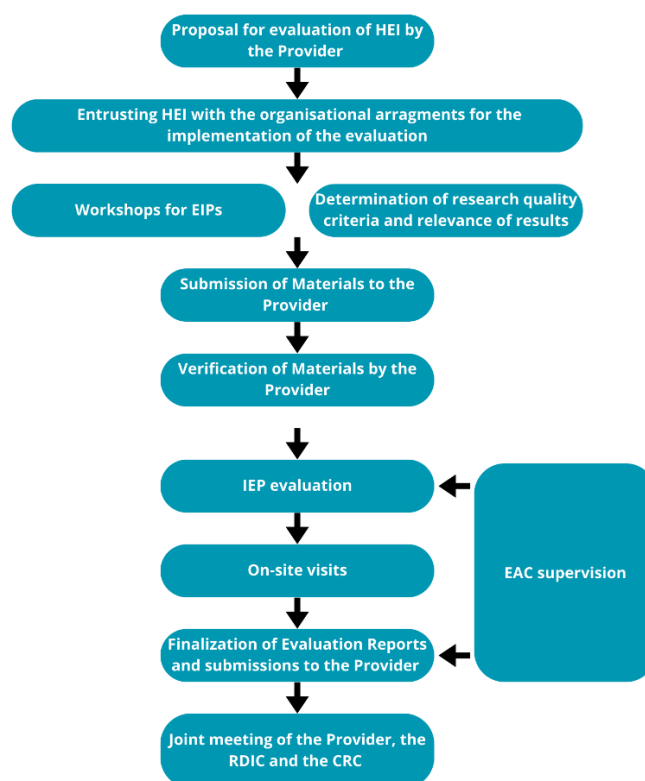 Proposal for evaluation of HEI by
the Provider
Entrusting HEI with the organisational arragments for the
implementation of the evaluation
Workshops for EIPs
Determination of research quality
criteria and relevance of results
Submission of Materials to the
Provider
Verification of Materials by the
Provider
IEP evaluation
EAC supervision
On-site visits
Finalization of Evaluation Reports
and submissions to the Provider
Joint meeting of the Provider, the
RDIC and the CRC